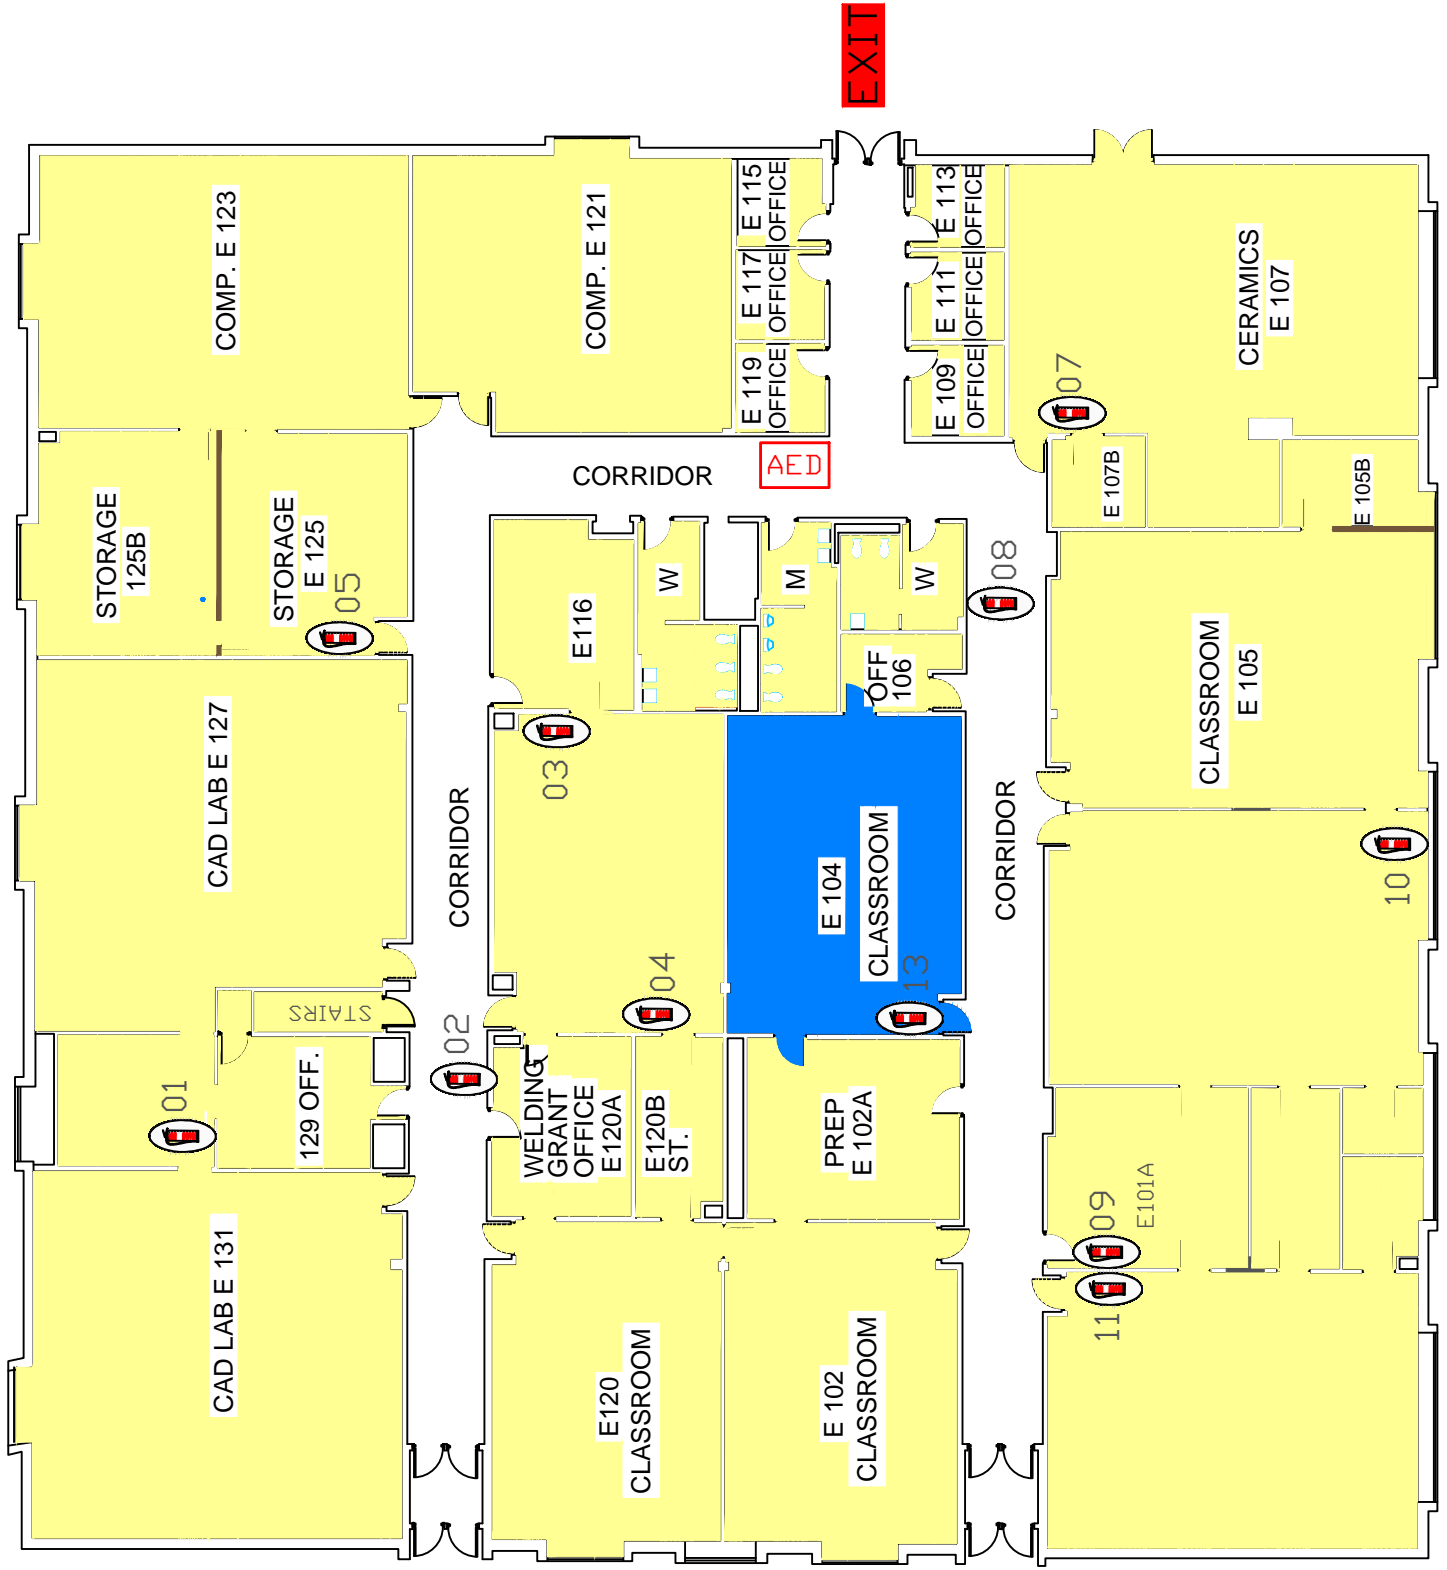 EXIT
COMP. E 123
COMP. E 121
E 115
OFFICE
E 117
OFFICE
E 119
OFFICE
E 113
OFFICE
E 111
OFFICE
E 109
OFFICE
CERAMICS
E 107
07
AED
CORRIDOR
STORAGE
125B
STORAGE
E 125
05
E116
W
M
W
OFF
106
08
E 107B
E 105B
CLASSROOM
E 105
CAD LAB E 127
CORRIDOR
03
04
E 104
CLASSROOM
13
CORRIDOR
10
STAIRS
02
01
129 OFF.
WELDING
GRANT
OFFICE
E120A
E120B
ST.
PREP
E 102A
E101A
09
11
CAD LAB E 131
E120
CLASSROOM
E 102
CLASSROOM